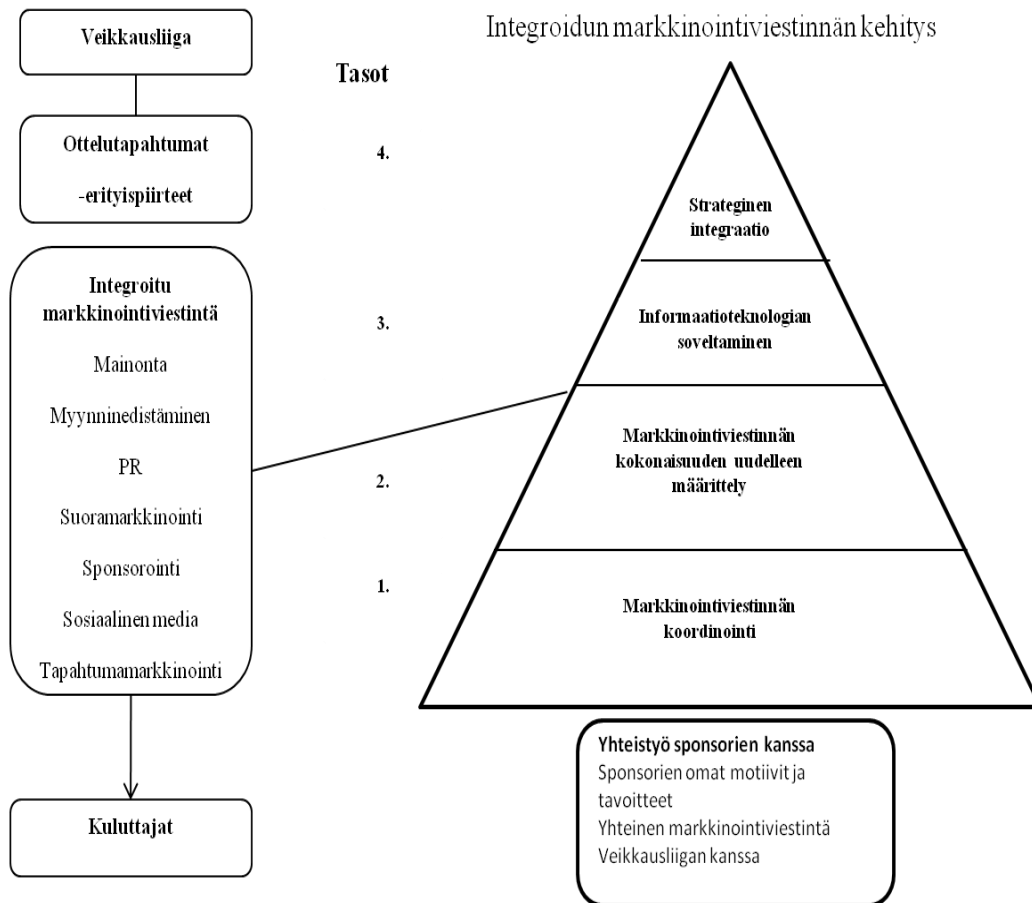 Veikkausliiga
Ottelutapahtumat
-erityispiirteet
Integroitu
markkinointiviestintä
Mainonta
Myynninedistäminen
PR
Suoramarkkinointi
Sponsorointi
Sosiaalinen media
Tapahtumamarkkinointi
Kuluttajat
Integroidun markkinointiviestinnän kehitys
Tasot
4.
Strateginen
integraatio
3.
Informaatioteknologian
soveltaminen
2.
Markkinointiviestinnän
kokonaisuuden uudelleen
määrittely
1.
Markkinointiviestinnän
koordinointi
Yhteistyö sponsorien kanssa
Sponsorien omat motiivit ja
tavoitteet
Yhteinen markkinointiviestintä
Veikkausliigan kanssa